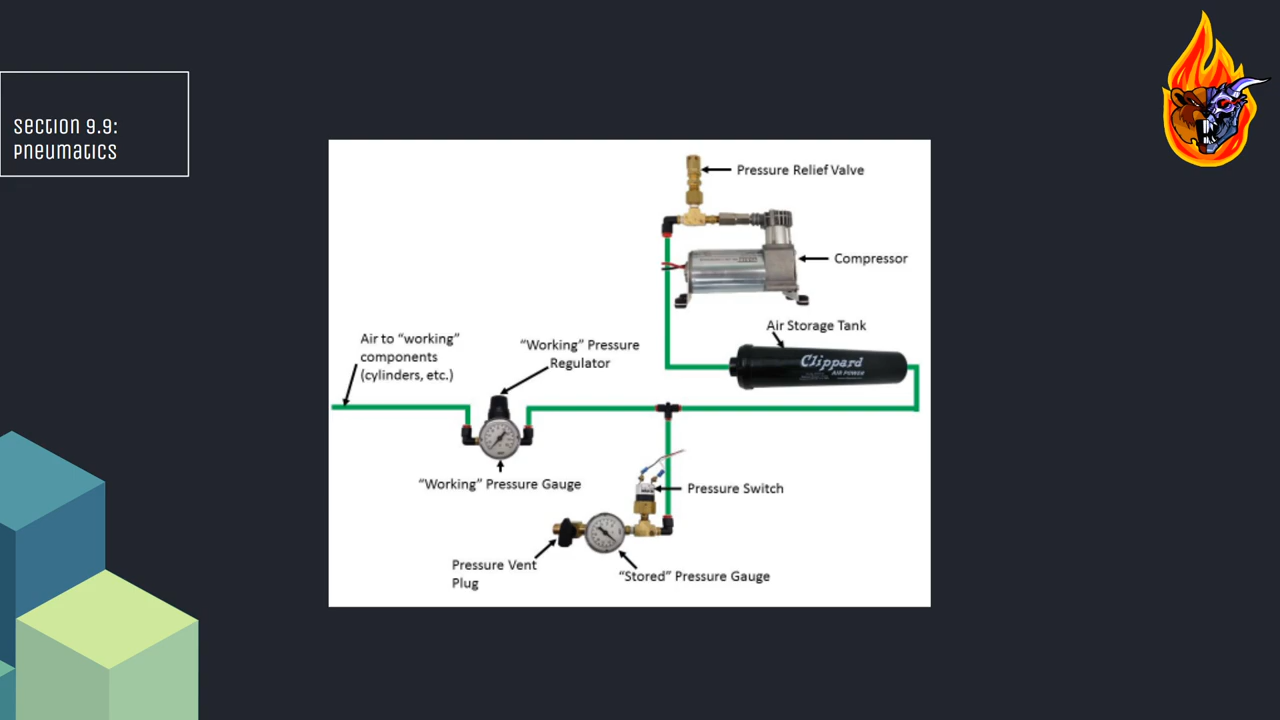 Section 9.9:
Pneumatics
Pressure Relief Valve
Compressor
Air Storage Tank
Clippard
AIR POWER
Air to “working”
components
(cylinders, etc.)
“Working” Pressure
Regulator
“Working” Pressure Gauge
Pressure Switch
Pressure Vent
Plug
“Stored” Pressure Gauge